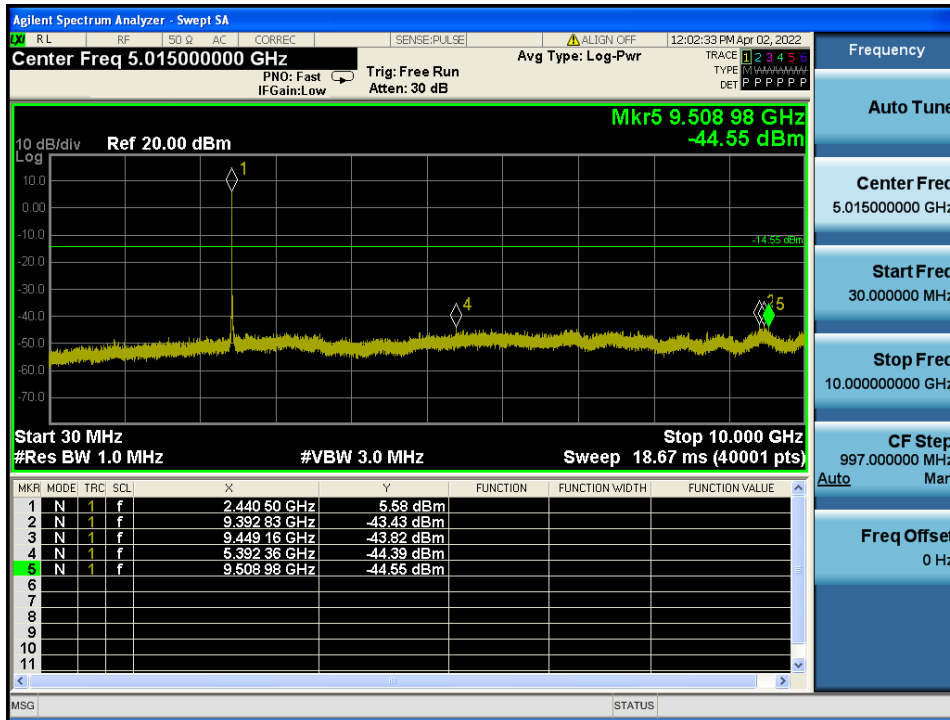 Agilent Spectrum Analyzer - Swept SA
LXI RL RF 50 Ω AC CORREC SENSE:PULSE ALIGN OFF 12:02:33 PM Apr 02, 2022
Center Freq 5.015000000 GHz
PNO: Fast
IFGain:Low
Trig: Free Run
Atten: 30 dB
Avg Type: Log-Pwr
TRACE 1 2 3 4 5 6
TYPE M W W W W W
DET P P P P P P
Mkr5 9.508 98 GHz
-44.55 dBm
10 dB/div
Log
Ref 20.00 dBm
10.0
0.00
-10.0
-20.0
-30.0
-40.0
-50.0
-60.0
-70.0
1
-14.55 dBm
4
5
Start 30 MHz
Stop 10.000 GHz
#Res BW 1.0 MHz
#VBW 3.0 MHz
Sweep 18.67 ms (40001 pts)
MKR MODE TRC SCL X Y FUNCTION FUNCTION WIDTH FUNCTION VALUE
1 N 1 f 2.440 50 GHz 5.58 dBm
2 N 1 f 9.392 83 GHz -43.43 dBm
3 N 1 f 9.449 16 GHz -43.82 dBm
4 N 1 f 5.392 36 GHz -44.39 dBm
5 N 1 f 9.508 98 GHz -44.55 dBm
6
7
8
9
10
11
MSG
STATUS
Frequency
Auto Tune
Center Freq
5.015000000 GHz
Start Freq
30.000000 MHz
Stop Freq
10.000000000 GHz
CF Step
997.000000 MHz
Auto Man
Freq Offset
0 Hz